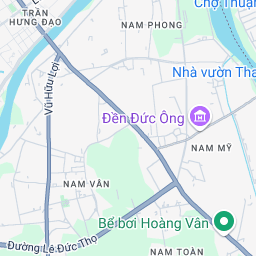 TRẦN
HƯNG ĐẠO
NAM PHONG
Chợ Thuận
Vũ Hữu Lợi
Nhà vườn Tha
Đền Đức Ông
NAM MỸ
NAM VÂN
Bể bơi Hoàng Vân
Đường Lê Đức Thọ
NAM TOÀN